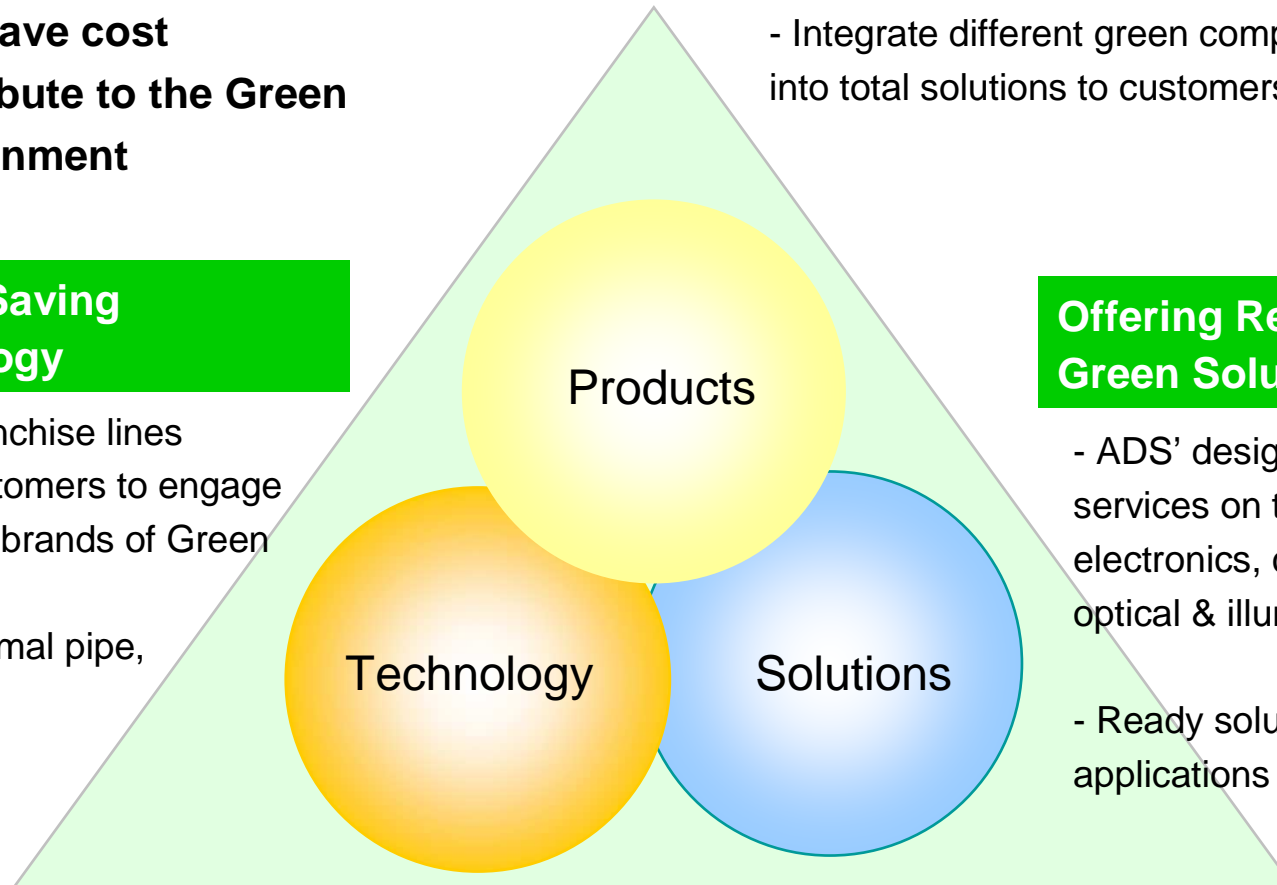 ave cost
bute to the Green
nment
- Integrate different green comp
into total solutions to customers
Saving
ogy
nchise lines
tomers to engage
brands of Green
mal pipe,
Products
Technology
Solutions
Offering Re
Green Solu
- ADS’ desig
services on t
electronics, 
optical & illu
- Ready solu
applications